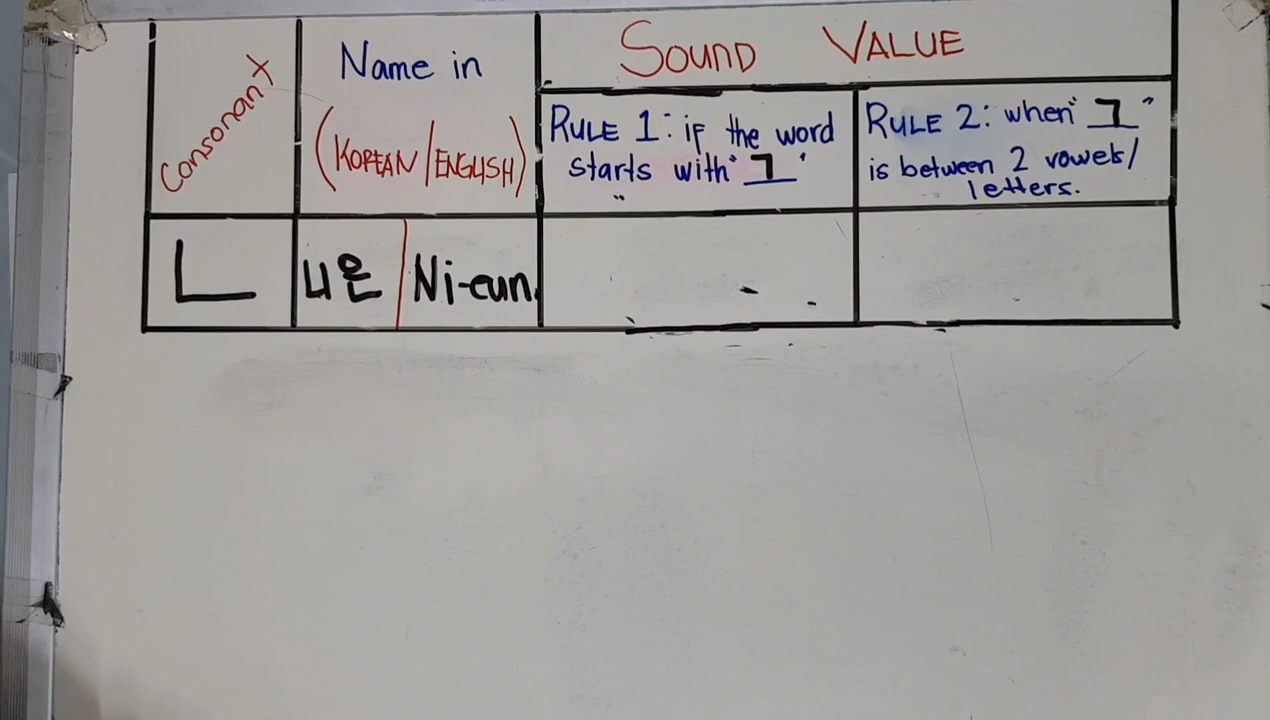 Consonant
Name in
(KOREAN/ENGLISH)
SOUND VALUE
RULE 1: if the word
starts with "ㄱ"
RULE 2: when "ㄱ"
is between 2 vowels/
letters.
ㄴ
니은
Ni-eun